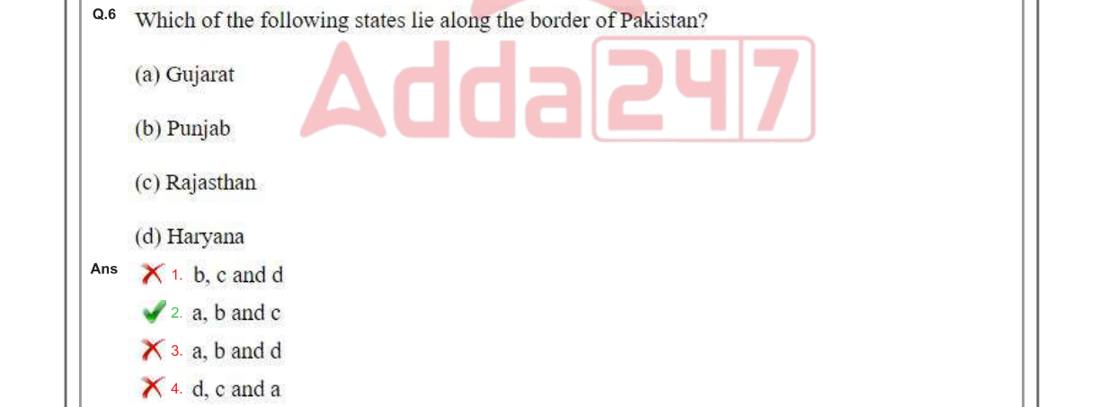 Q.6 Which of the following states lie along the border of Pakistan?
Adda247
(a) Gujarat
(b) Punjab
(c) Rajasthan
(d) Haryana
Ans 1. b, c and d
2. a, b and c
3. a, b and d
4. d, c and a